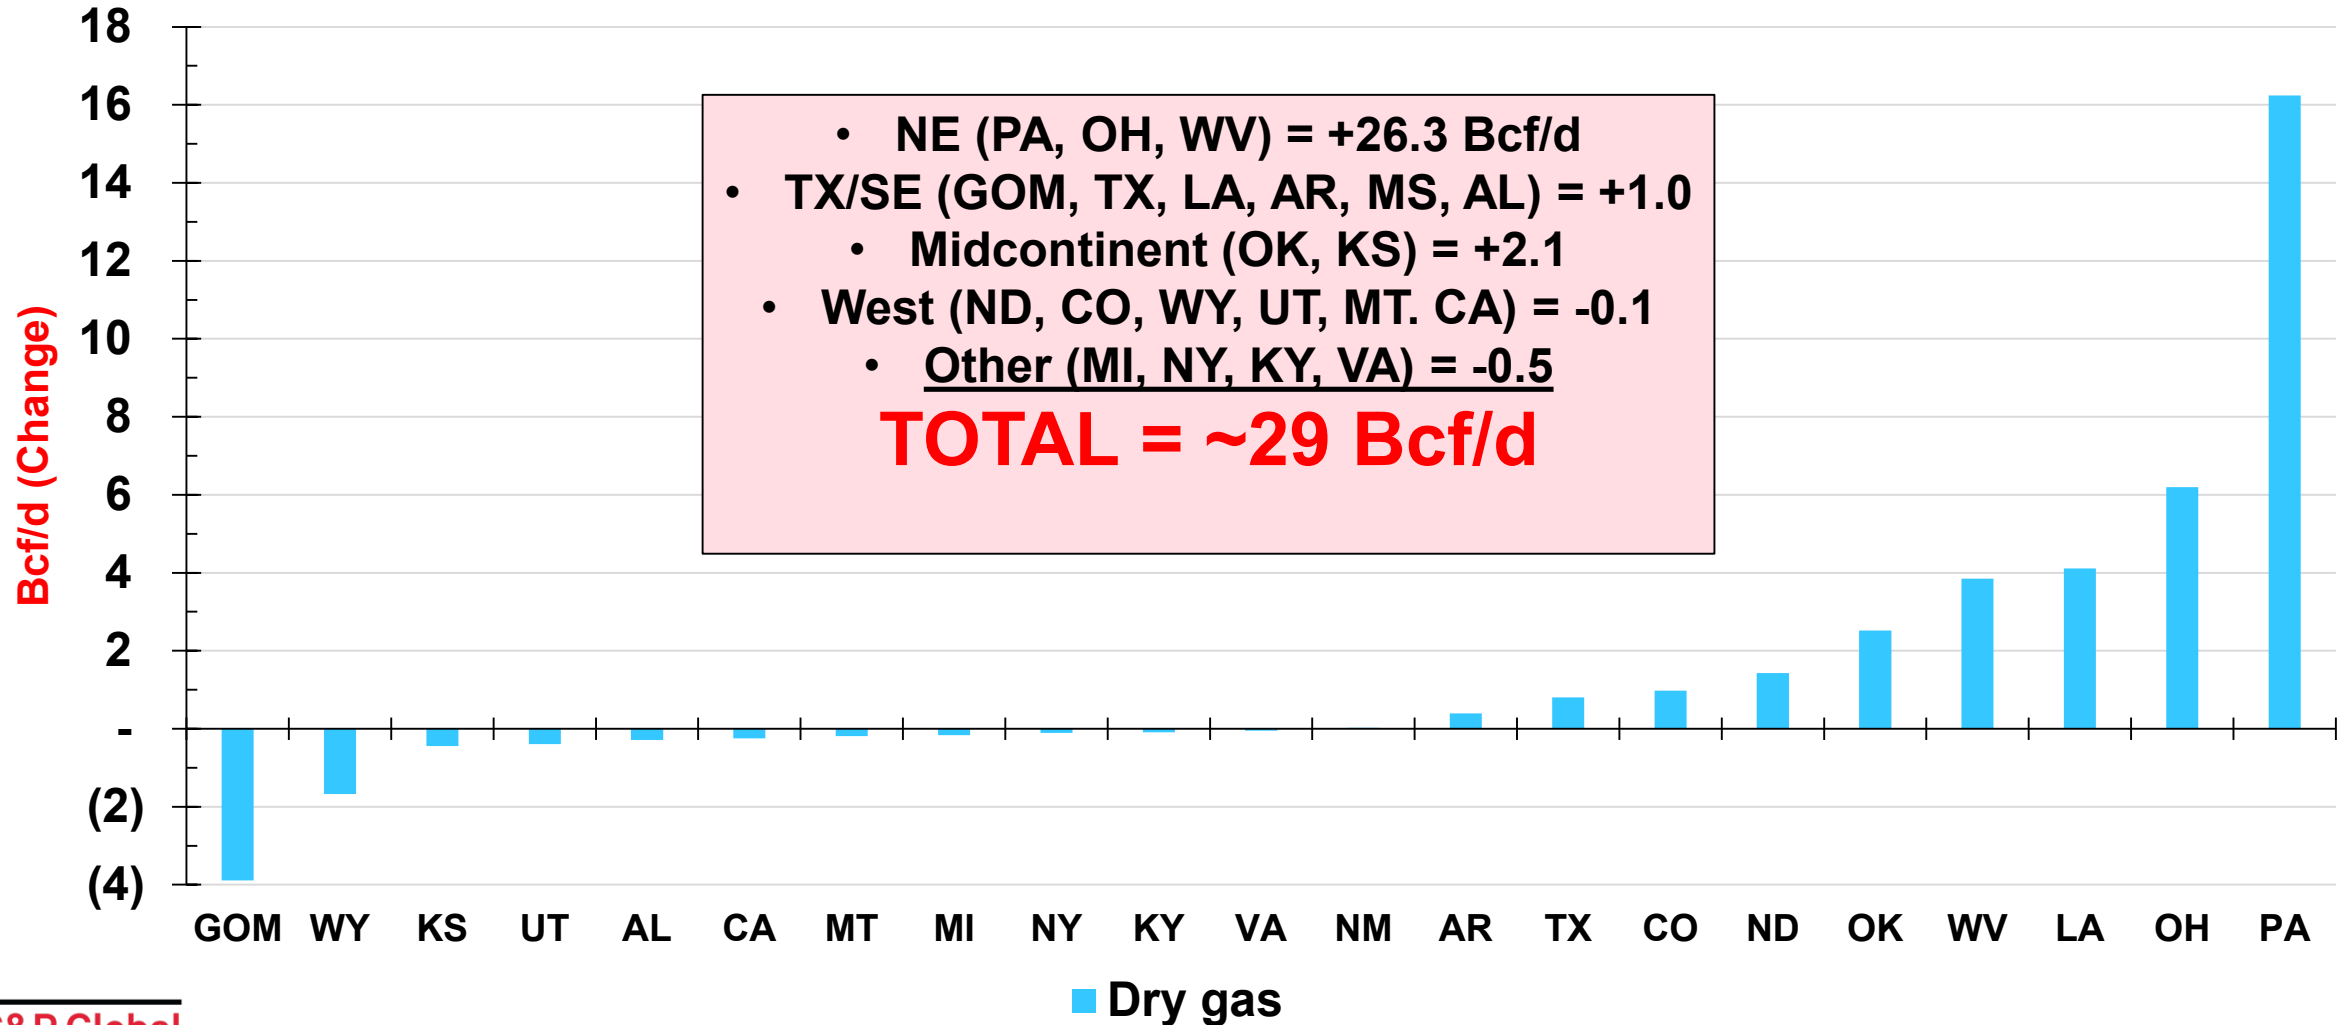 18
16
14
12
10
8
6
4
2
-
(2)
(4)
Bcf/d (Change)
• NE (PA, OH, WV) = +26.3 Bcf/d
• TX/SE (GOM, TX, LA, AR, MS, AL) = +1.0
• Midcontinent (OK, KS) = +2.1
• West (ND, CO, WY, UT, MT. CA) = -0.1
• Other (MI, NY, KY, VA) = -0.5
TOTAL = ~29 Bcf/d
GOM WY KS UT AL CA MT MI NY KY VA NM AR TX CO ND OK WV LA OH PA
Dry gas
S&P Global